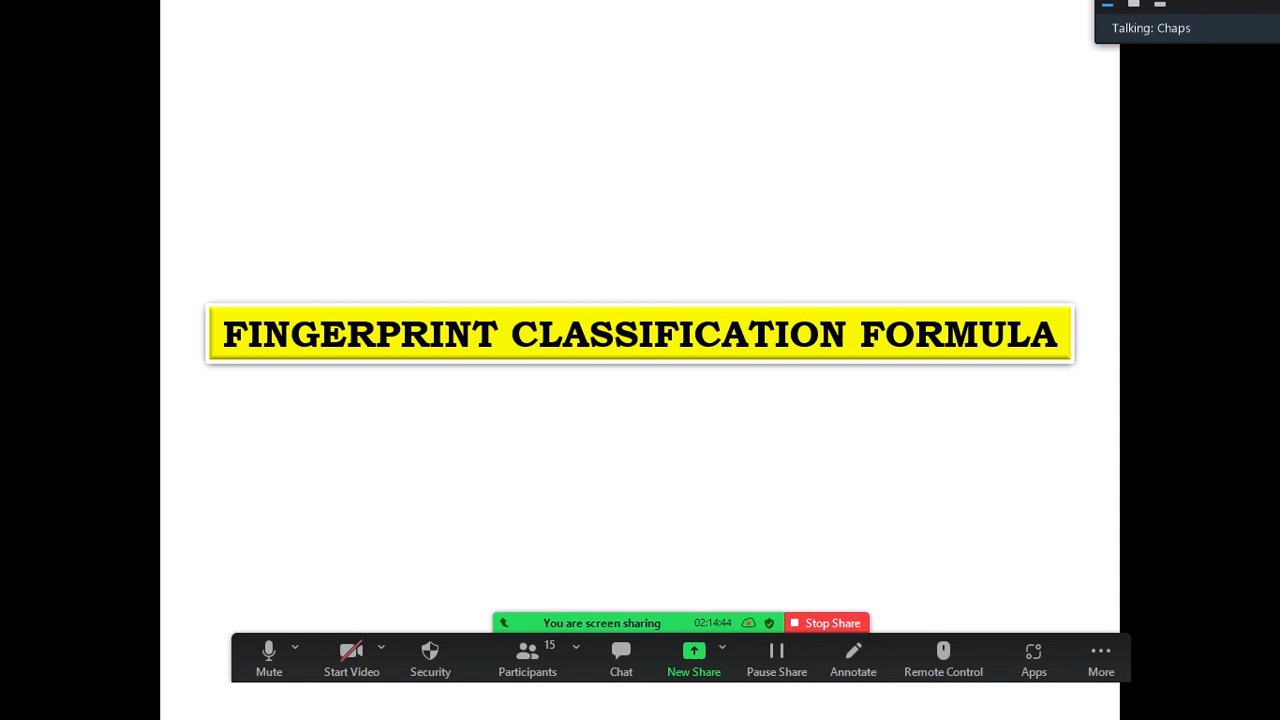 Talking: Chaps
FINGERPRINT CLASSIFICATION FORMULA
You are screen sharing 02:14:44 Stop Share
15
Mute Start Video Security Participants Chat New Share Pause Share Annotate Remote Control Apps More